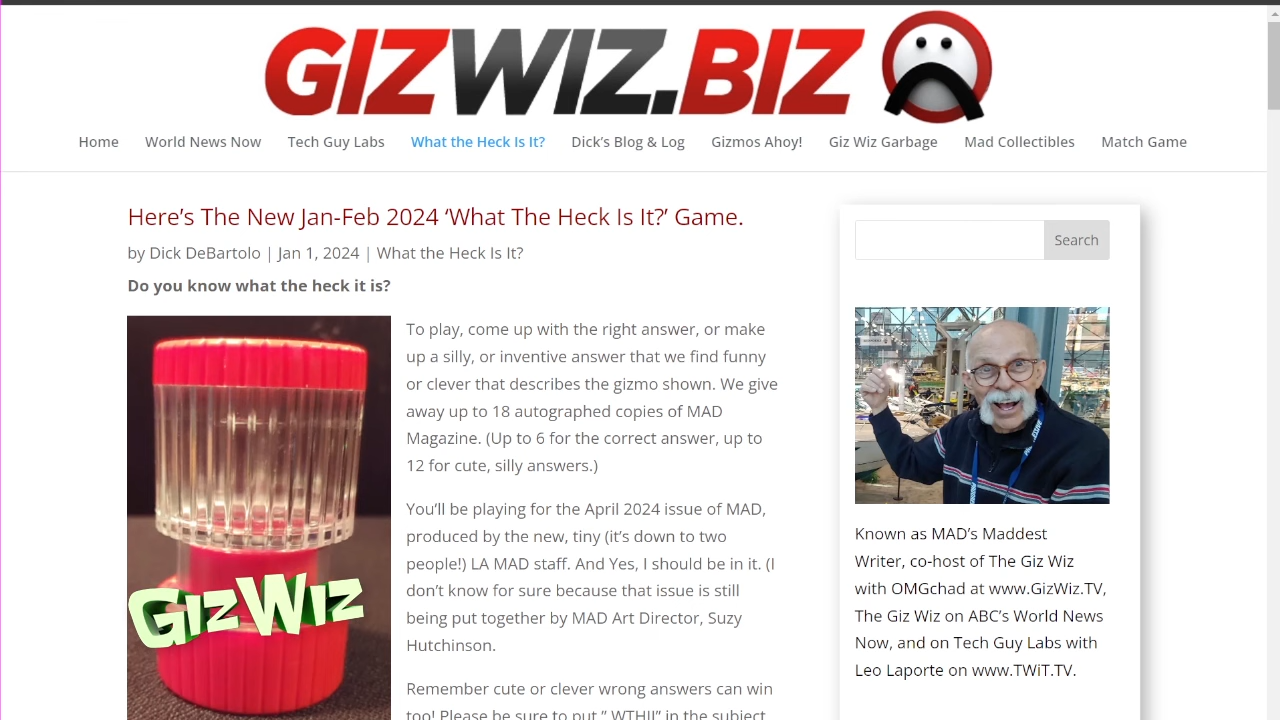 GIZWIZ.BIZ
Home World News Now Tech Guy Labs What the Heck Is It? Dick’s Blog & Log Gizmos Ahoy! Giz Wiz Garbage Mad Collectibles Match Game
Here’s The New Jan-Feb 2024 ‘What The Heck Is It?’ Game.
by Dick DeBartolo | Jan 1, 2024 | What the Heck Is It?
Do you know what the heck it is?
GizWiz
To play, come up with the right answer, or make
up a silly, or inventive answer that we find funny
or clever that describes the gizmo shown. We give
away up to 18 autographed copies of MAD
Magazine. (Up to 6 for the correct answer, up to
12 for cute, silly answers.)
You’ll be playing for the April 2024 issue of MAD,
produced by the new, tiny (it’s down to two
people!) LA MAD staff. And Yes, I should be in it. (I
don’t know for sure because that issue is still
being put together by MAD Art Director, Suzy
Hutchinson.
Remember cute or clever wrong answers can win
too! Please be sure to put ” WTHII” in the subject
Search
Known as MAD’s Maddest
Writer, co-host of The Giz Wiz
with OMGchad at www.GizWiz.TV,
The Giz Wiz on ABC’s World News
Now, and on Tech Guy Labs with
Leo Laporte on www.TWiT.TV.